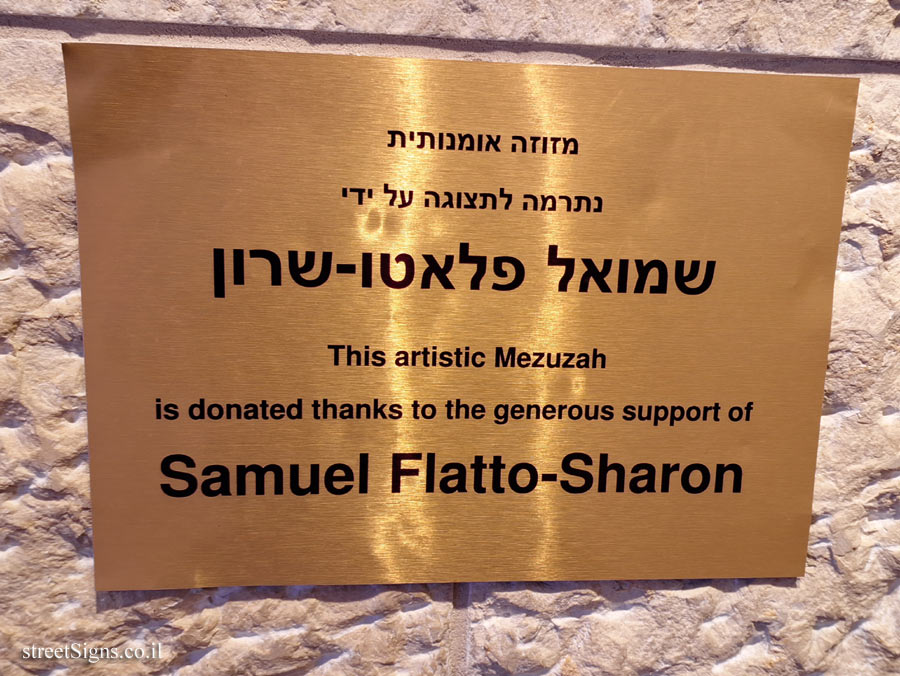 מזוזה אומנותית
נתרמה לתצוגה על ידי
שמואל פלאטו-שרון
This artistic Mezuzah
is donated thanks to the generous support of
Samuel Flatto-Sharon
streetSigns.co.il